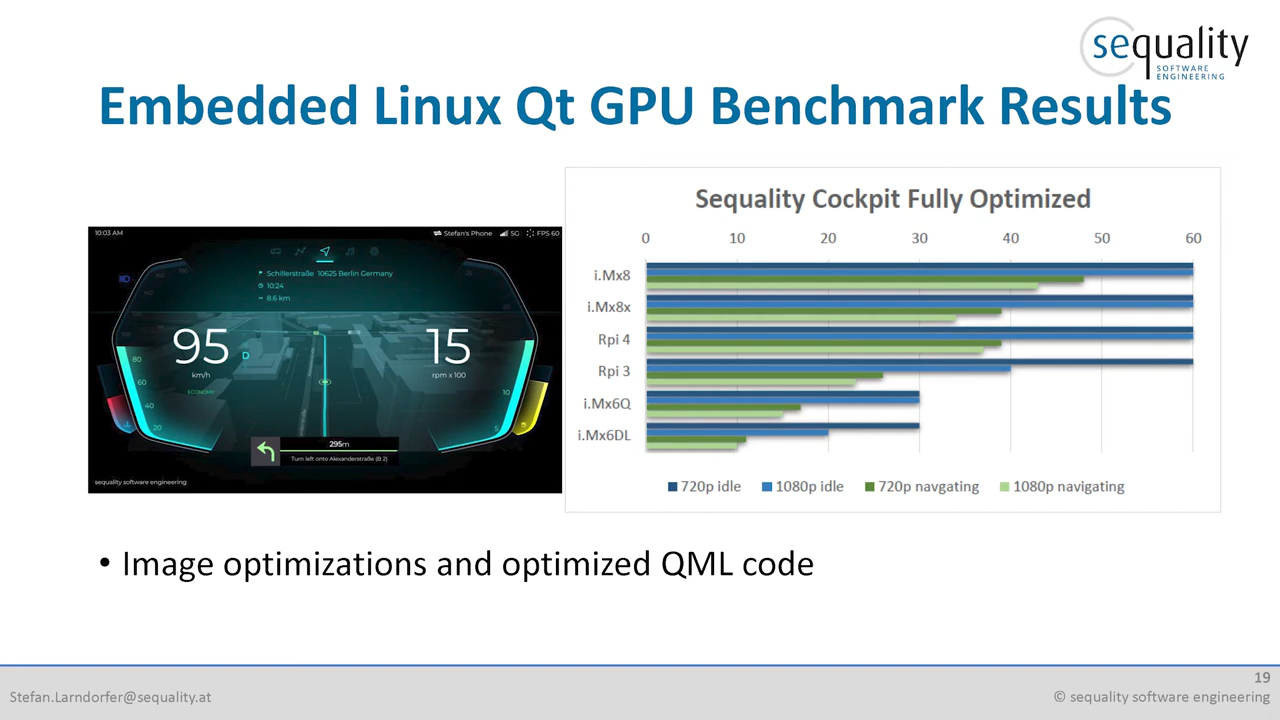 sequality
SOFTWARE
ENGINEERING
Embedded Linux Qt GPU Benchmark Results
10:03 AM
Stefan's Phone
5G
FPS 60
Schillerstraße 10625 Berlin Germany
10:24
8.6 km
95
D
km/h
ECONOMY
15
rpm x 100
80
60
40
20
10
5
295m
Turn left onto Alexanderstraße (B 2)
sequality software engineering
Sequality Cockpit Fully Optimized
0 10 20 30 40 50 60
i.Mx8
i.Mx8x
Rpi 4
Rpi 3
i.Mx6Q
i.Mx6DL
720p idle 1080p idle 720p navgating 1080p navigating
• Image optimizations and optimized QML code
19
Stefan.Larndorfer@sequality.at
© sequality software engineering